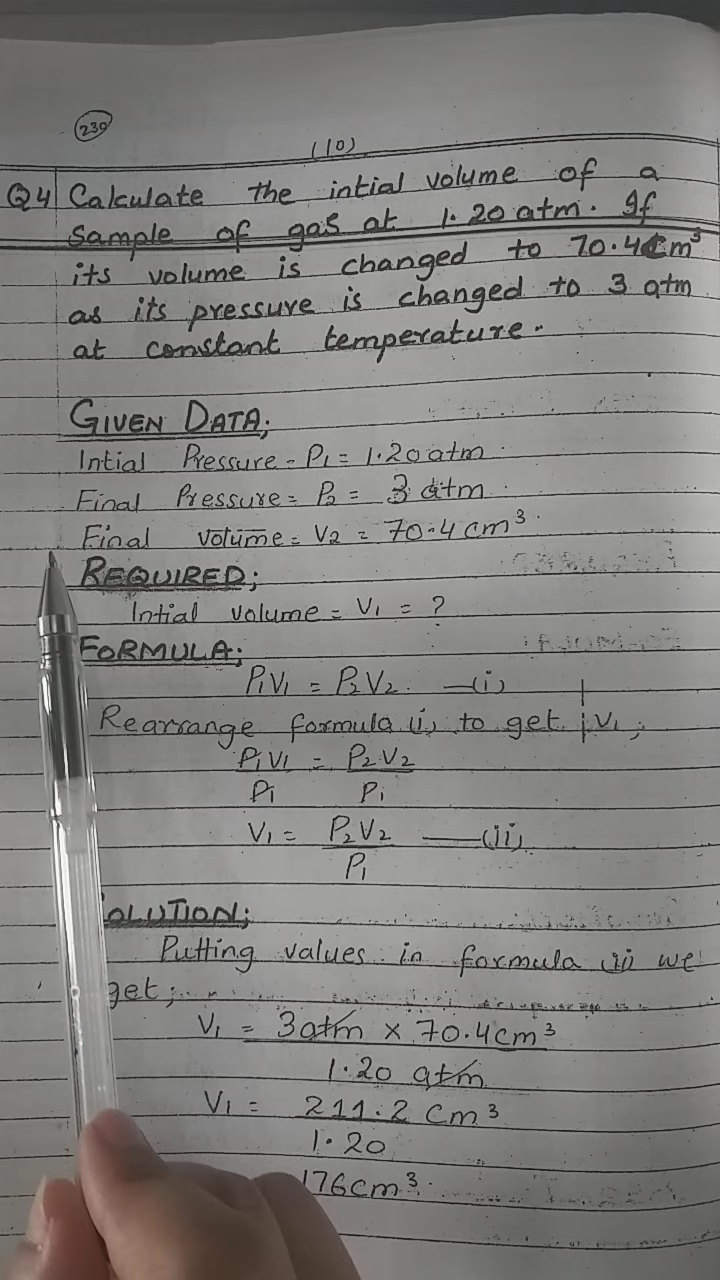 239
(10)
Q4 Calculate the intial volume of a
Sample of gas at 1.20 atm. If
its volume is changed to 70.4cm³
as its pressure is changed to 3 atm
at constant temperature.
GIVEN DATA;
Intial Pressure = P₁ = 1.20 atm
Final Pressure = P₂ = 3 atm
Final volume = V₂ = 70.4 cm³
REQUIRED;
Intial volume = V₁ = ?
FORMULA;
P₁V₁ = P₂V₂ —(i)
Rearrange formula (i) to get V₁;
P₁V₁ = P₂V₂
P₁ P₁
V₁ = P₂V₂ —(ii)
P₁
OLUTION;
Putting values in formula (ii) we
get;
V₁ = 3atm × 70.4cm³
1.20 atm
V₁ = 211.2 cm³
1.20
176cm³